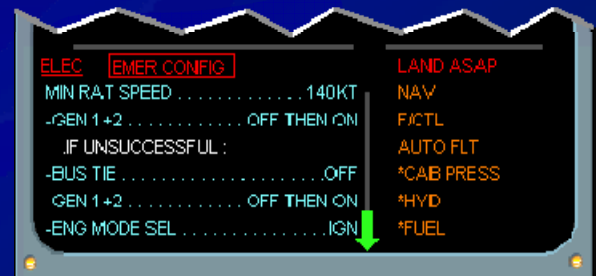 ELEC EMER CONFIG
MIN RAT SPEED.............140KT
-GEN 1+2............OFF THEN ON
.IF UNSUCCESSFUL :
-BUS TIE......................OFF
GEN 1+2............OFF THEN ON
-ENG MODE SEL...............IGN
LAND ASAP
NAV
F/CTL
AUTO FLT
*CAB PRESS
*HYD
*FUEL